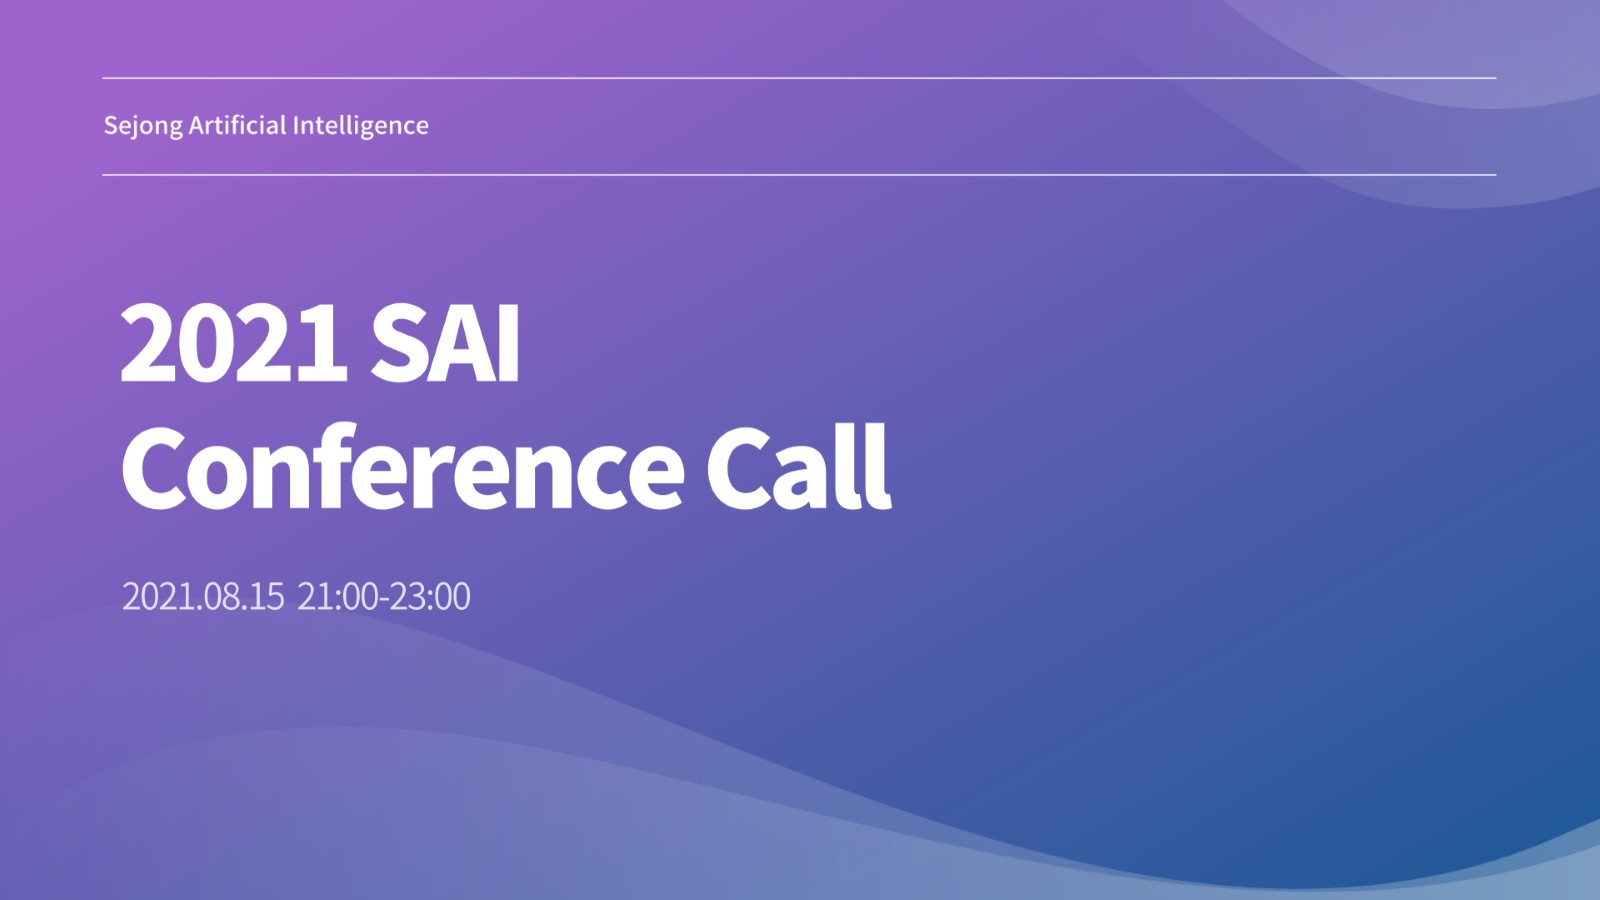 Sejong Artificial Intelligence
2021 SAI
Conference Call
2021.08.15 21:00-23:00